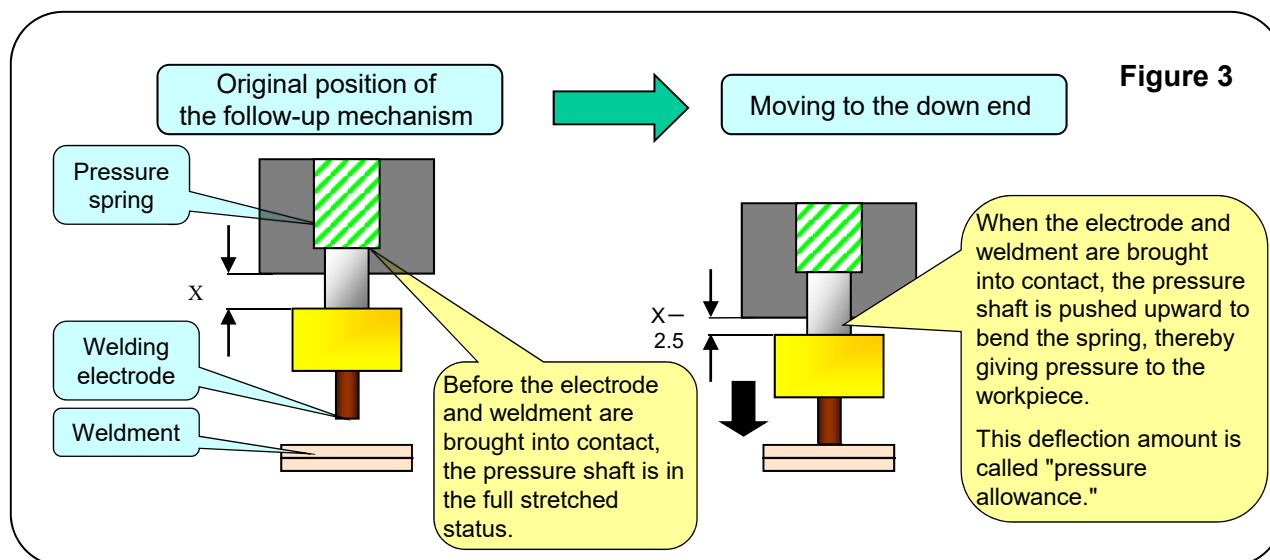 Figure 3
Original position of
the follow-up mechanism
Moving to the down end
Pressure
spring
X
Welding
electrode
Weldment
Before the electrode
and weldment are
brought into contact,
the pressure shaft is in
the full stretched
status.
X－
2.5
When the electrode and
weldment are brought
into contact, the pressure
shaft is pushed upward to
bend the spring, thereby
giving pressure to the
workpiece.
This deflection amount is
called "pressure
allowance."